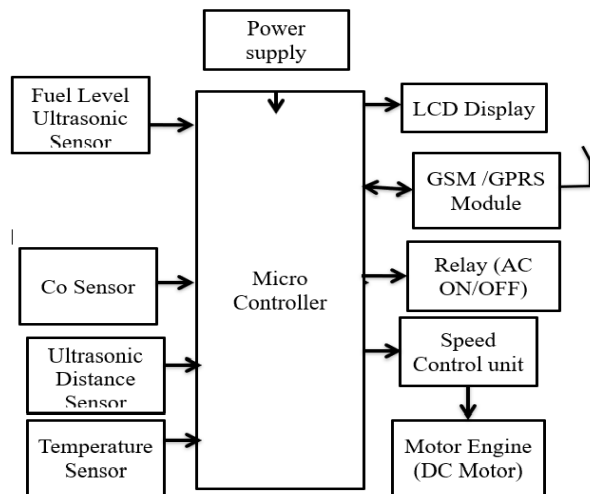 Power
supply
Fuel Level
Ultrasonic
Sensor
LCD Display
GSM /GPRS
Module
Co Sensor
Micro
Controller
Relay (AC
ON/OFF)
Ultrasonic
Distance
Sensor
Speed
Control unit
Temperature
Sensor
Motor Engine
(DC Motor)